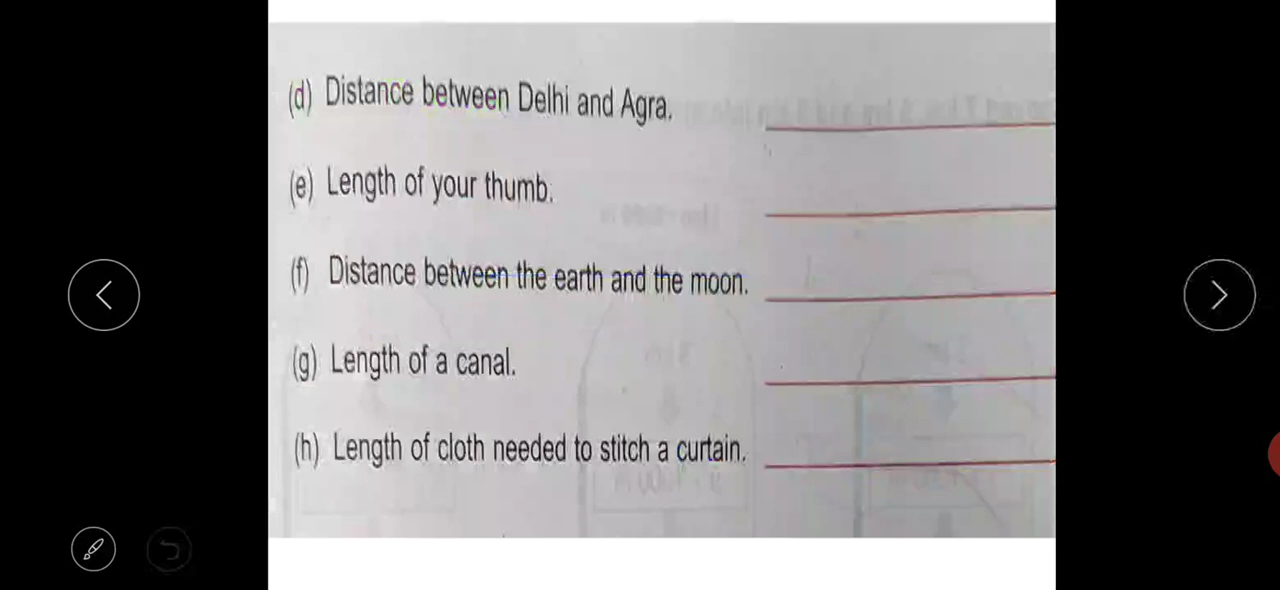 (d) Distance between Delhi and Agra.
(e) Length of your thumb.
(f) Distance between the earth and the moon.
(g) Length of a canal.
(h) Length of cloth needed to stitch a curtain.